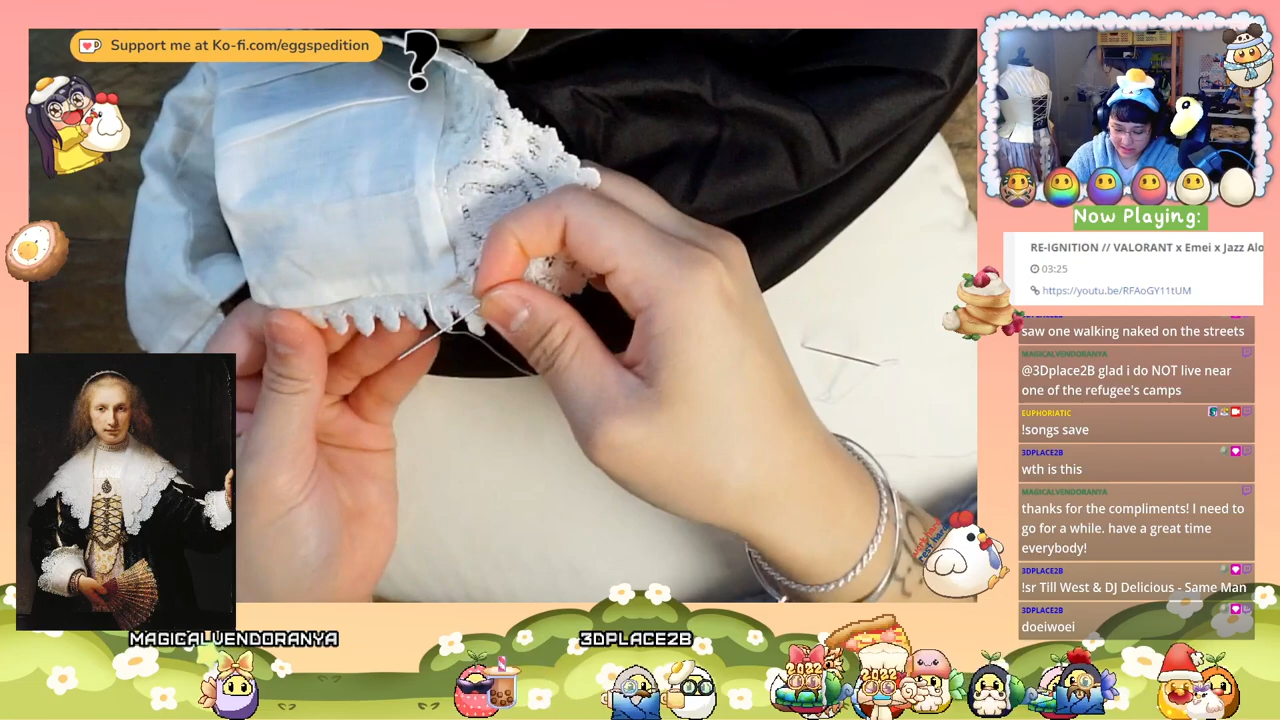 Support me at Ko-fi.com/eggspedition
?
Now Playing:
RE-IGNITION // VALORANT x Emei x Jazz Alo
03:25
https://youtu.be/RFAoGY11tUM
saw one walking naked on the streets
MAGICALVENDORANYA
@3Dplace2B glad i do NOT live near
one of the refugee's camps
EUPHORIATIC
!songs save
3DPLACE2B
wth is this
MAGICALVENDORANYA
thanks for the compliments! I need to
go for a while. have a great time
everybody!
3DPLACE2B
!sr Till West & DJ Delicious - Same Man
3DPLACE2B
doeiwoei
MAGICALVENDORANYA
3DPLACE2B
2022
2022